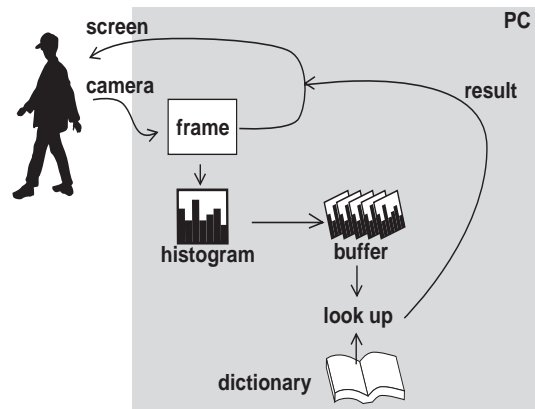 screen
PC
camera
result
frame
histogram
buffer
look up
dictionary